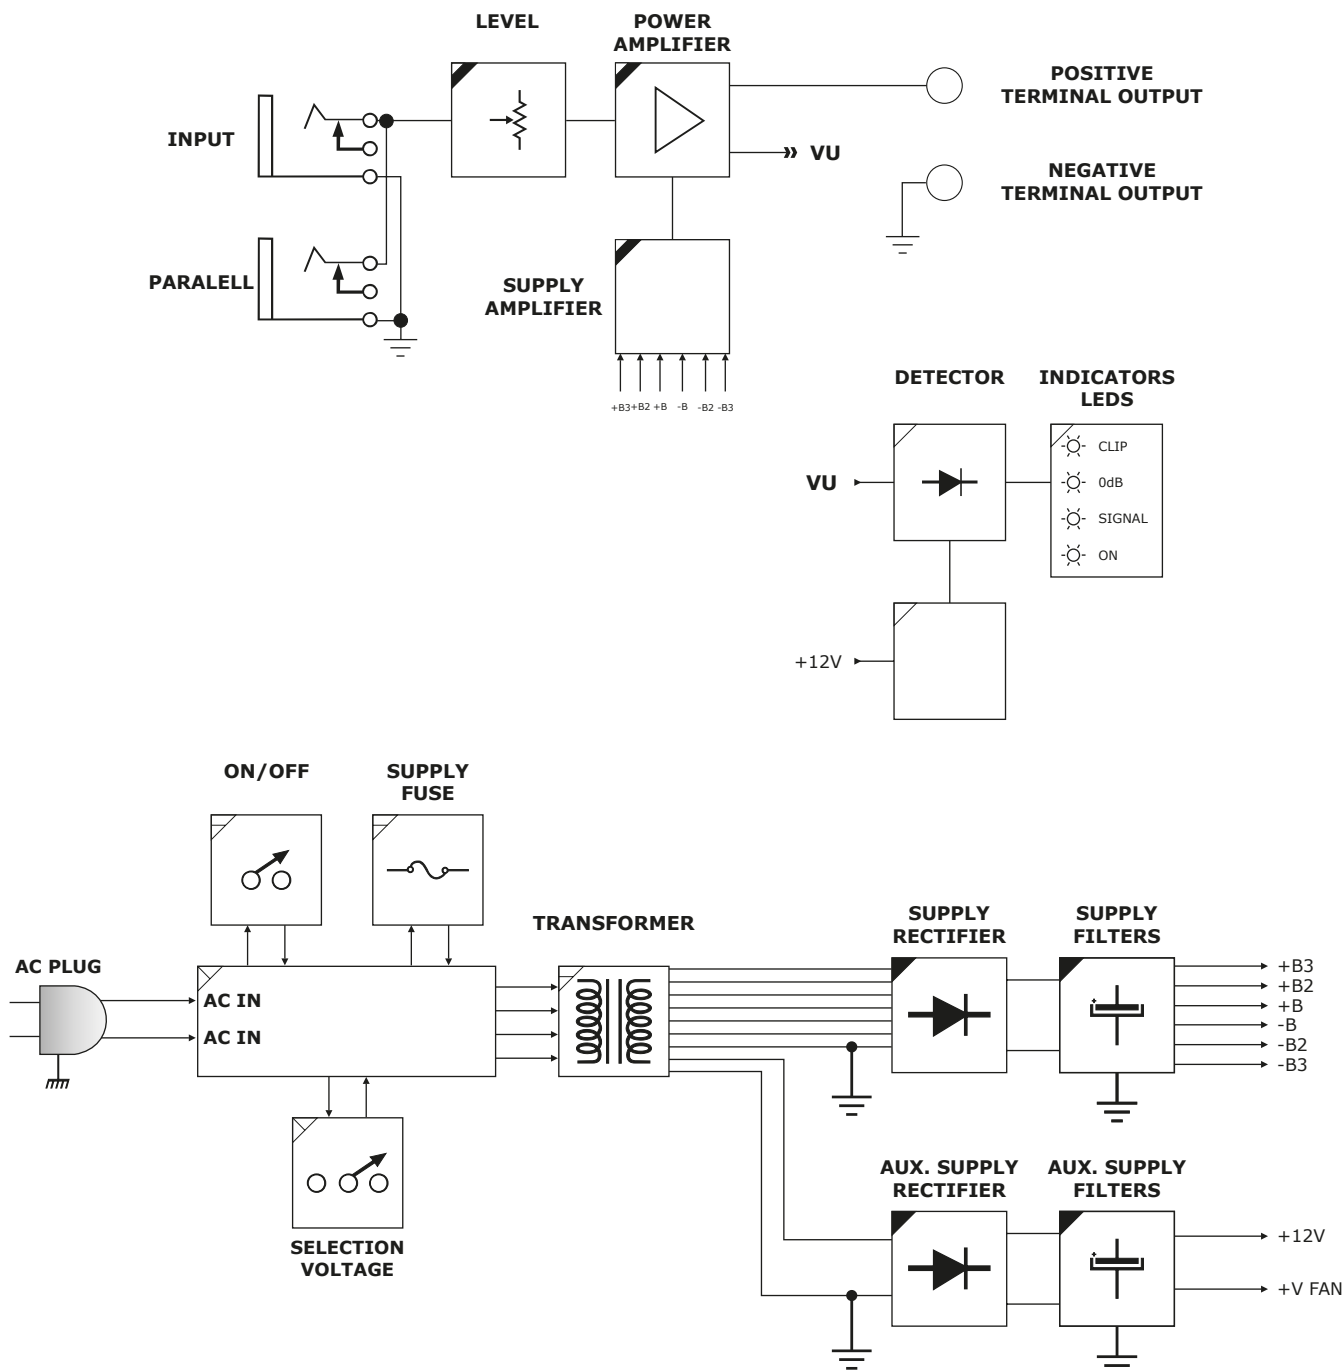 LEVEL
POWER
AMPLIFIER
POSITIVE
TERMINAL OUTPUT
INPUT
VU
NEGATIVE
TERMINAL OUTPUT
PARALELL
SUPPLY
AMPLIFIER
+B3 +B2 +B -B -B2 -B3
DETECTOR
INDICATORS
LEDS
CLIP
VU
0dB
SIGNAL
ON
+12V
ON/OFF
SUPPLY
FUSE
TRANSFORMER
SUPPLY
RECTIFIER
SUPPLY
FILTERS
AC PLUG
AC IN
AC IN
+B3
+B2
+B
-B
-B2
-B3
AUX. SUPPLY
RECTIFIER
AUX. SUPPLY
FILTERS
SELECTION
VOLTAGE
+12V
+V FAN